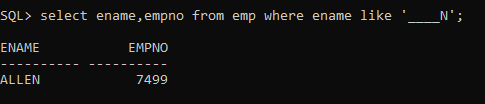 SQL> select ename,empno from emp where ename like '____N';
ENAME           EMPNO
---------- ----------
ALLEN            7499